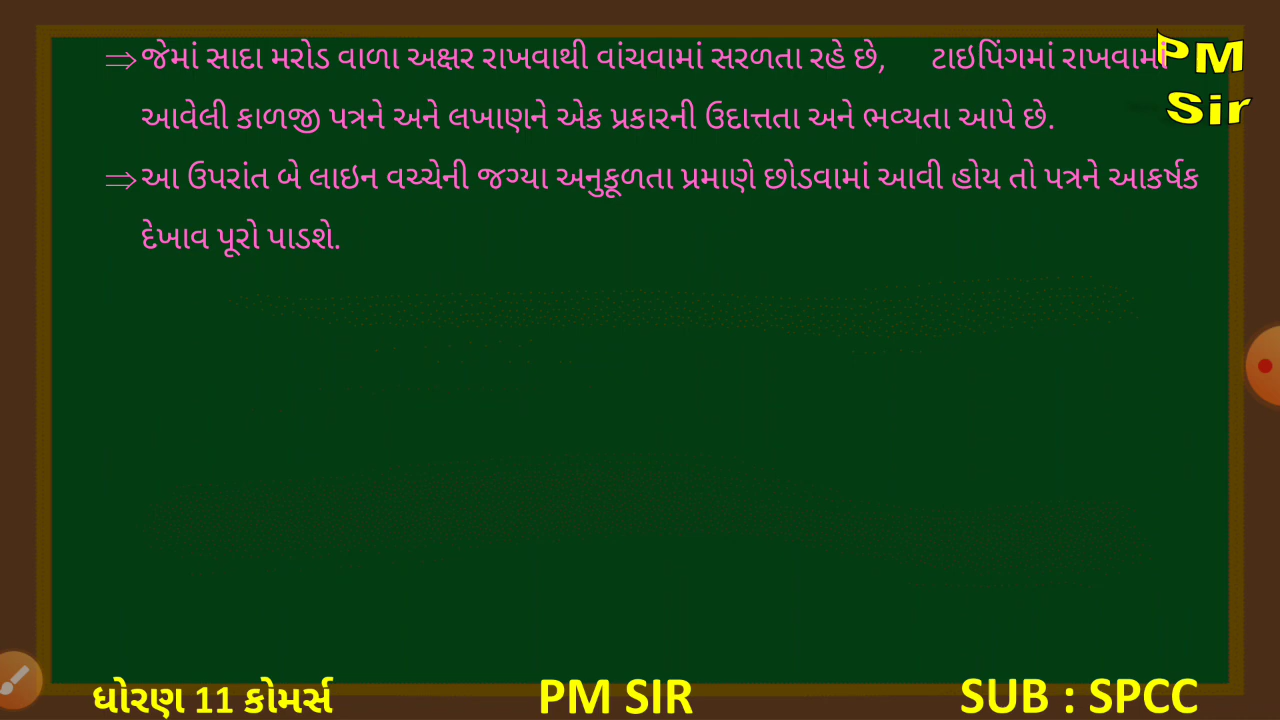 ⇒ જેમાં સાદા મરોડ વાળા અક્ષર રાખવાથી વાંચવામાં સરળતા રહે છે, ટાઇપિંગમાં રાખવામાં
આવેલી કાળજી પત્રને અને લખાણને એક પ્રકારની ઉદાત્તતા અને ભવ્યતા આપે છે.
⇒ આ ઉપરાંત બે લાઇન વચ્ચેની જગ્યા અનુકૂળતા પ્રમાણે છોડવામાં આવી હોય તો પત્રને આકર્ષક
દેખાવ પૂરો પાડશે.
PM
Sir
ધોરણ 11 કોમર્સ
PM SIR
SUB : SPCC